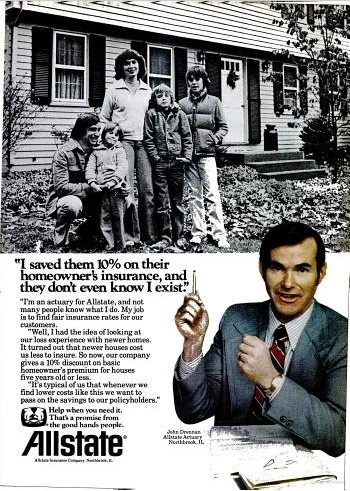 "I saved them 10% on their
homeowner's insurance, and
they don't even know I exist."
"I'm an actuary for Allstate, and not
many people know what I do. My job
is to find fair insurance rates for our
customers.
"Well, I had the idea of looking at
our loss experience with newer homes.
It turned out that newer houses cost
us less to insure. So now, our company
gives a 10% discount on basic
homeowner's premium for houses
five years old or less.
"It's typical of us that whenever we
find lower costs like this we want to
pass on the savings to our policyholders."
Help when you need it.
That's a promise from
the good hands people.
Allstate®
Allstate Insurance Company, Northbrook, IL
John Drennan
Allstate Actuary
Northbrook, IL